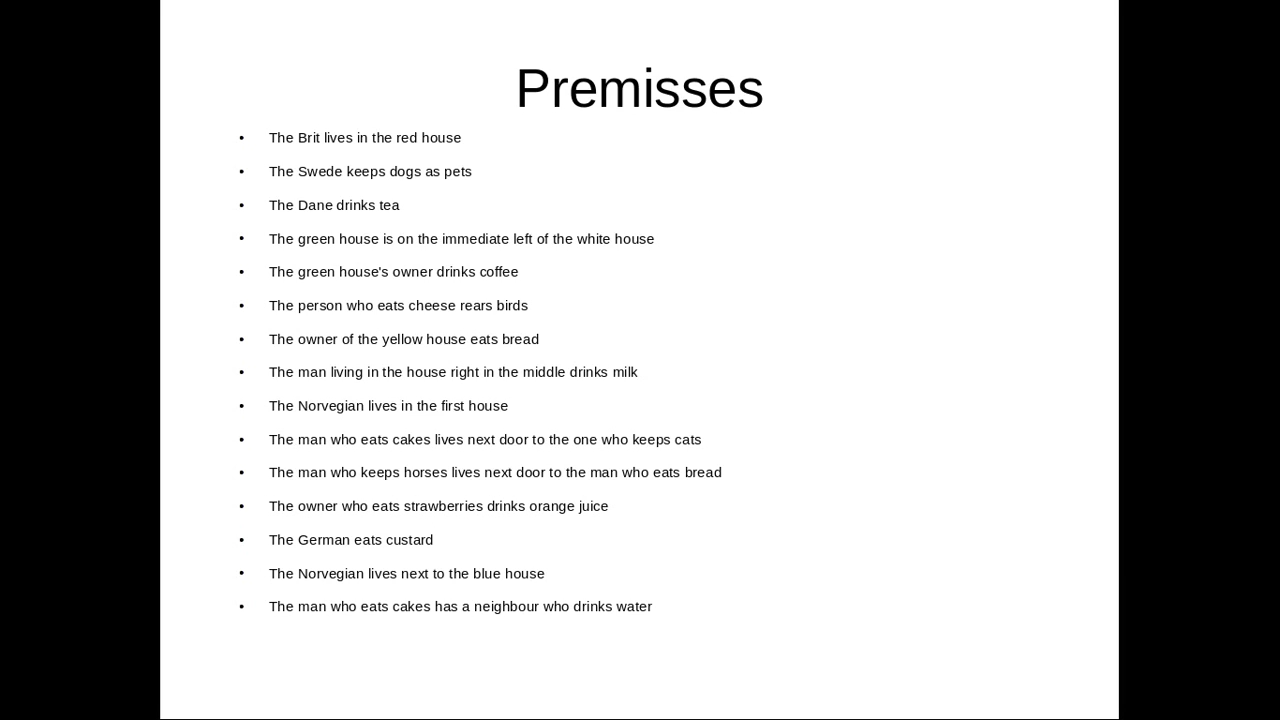 Premisses
• The Brit lives in the red house
• The Swede keeps dogs as pets
• The Dane drinks tea
• The green house is on the immediate left of the white house
• The green house's owner drinks coffee
• The person who eats cheese rears birds
• The owner of the yellow house eats bread
• The man living in the house right in the middle drinks milk
• The Norvegian lives in the first house
• The man who eats cakes lives next door to the one who keeps cats
• The man who keeps horses lives next door to the man who eats bread
• The owner who eats strawberries drinks orange juice
• The German eats custard
• The Norvegian lives next to the blue house
• The man who eats cakes has a neighbour who drinks water